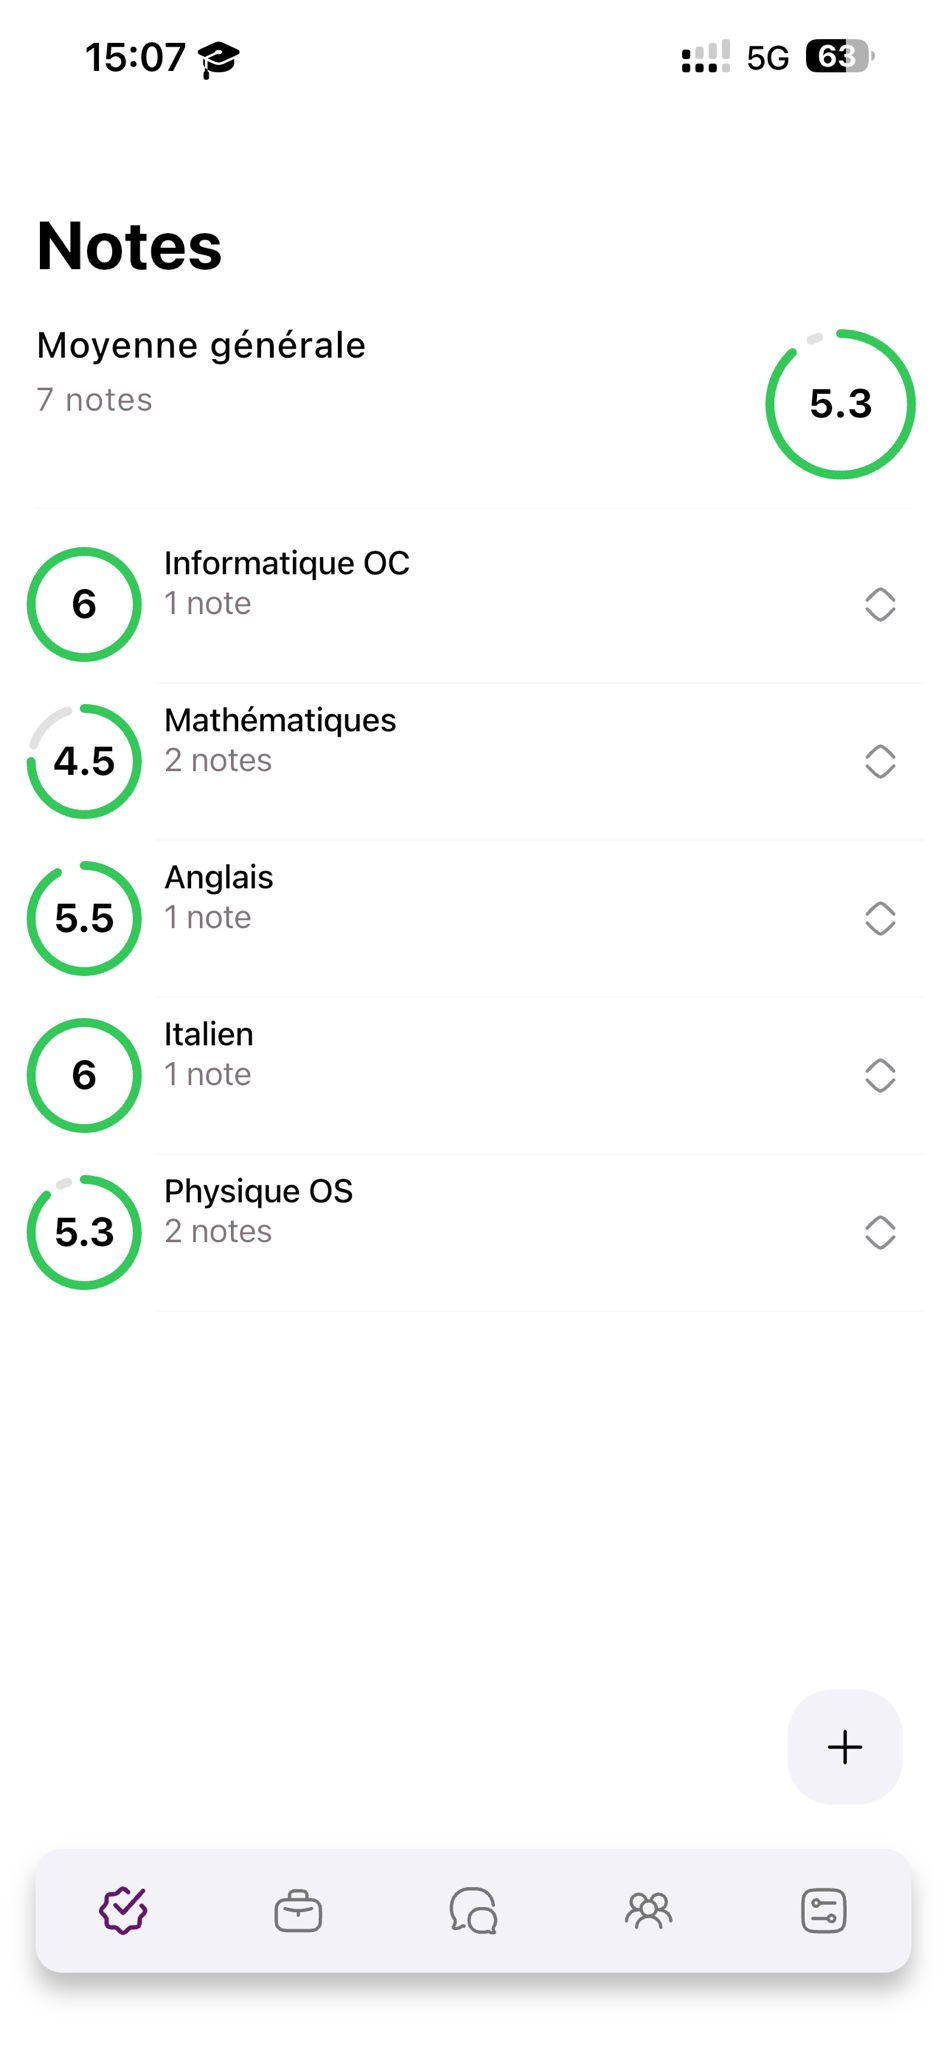 15:07
5G 63
Notes
Moyenne générale
7 notes
5.3
6
Informatique OC
1 note
4.5
Mathématiques
2 notes
5.5
Anglais
1 note
6
Italien
1 note
5.3
Physique OS
2 notes